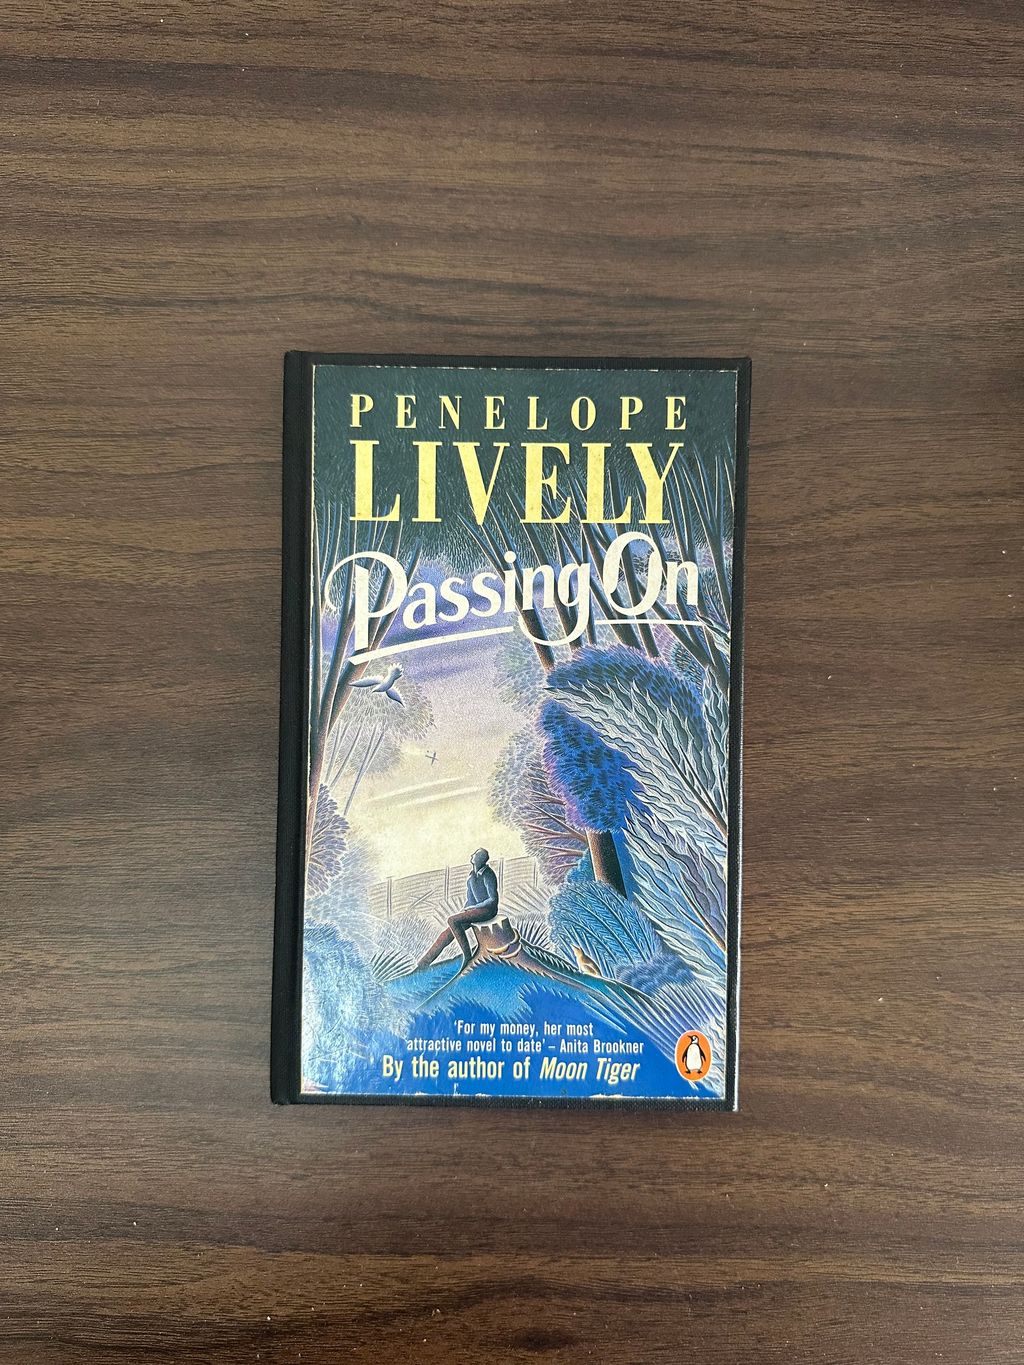 PENELOPE
LIVELY
Passing On
‘For my money, her most
attractive novel to date’ – Anita Brookner
By the author of Moon Tiger